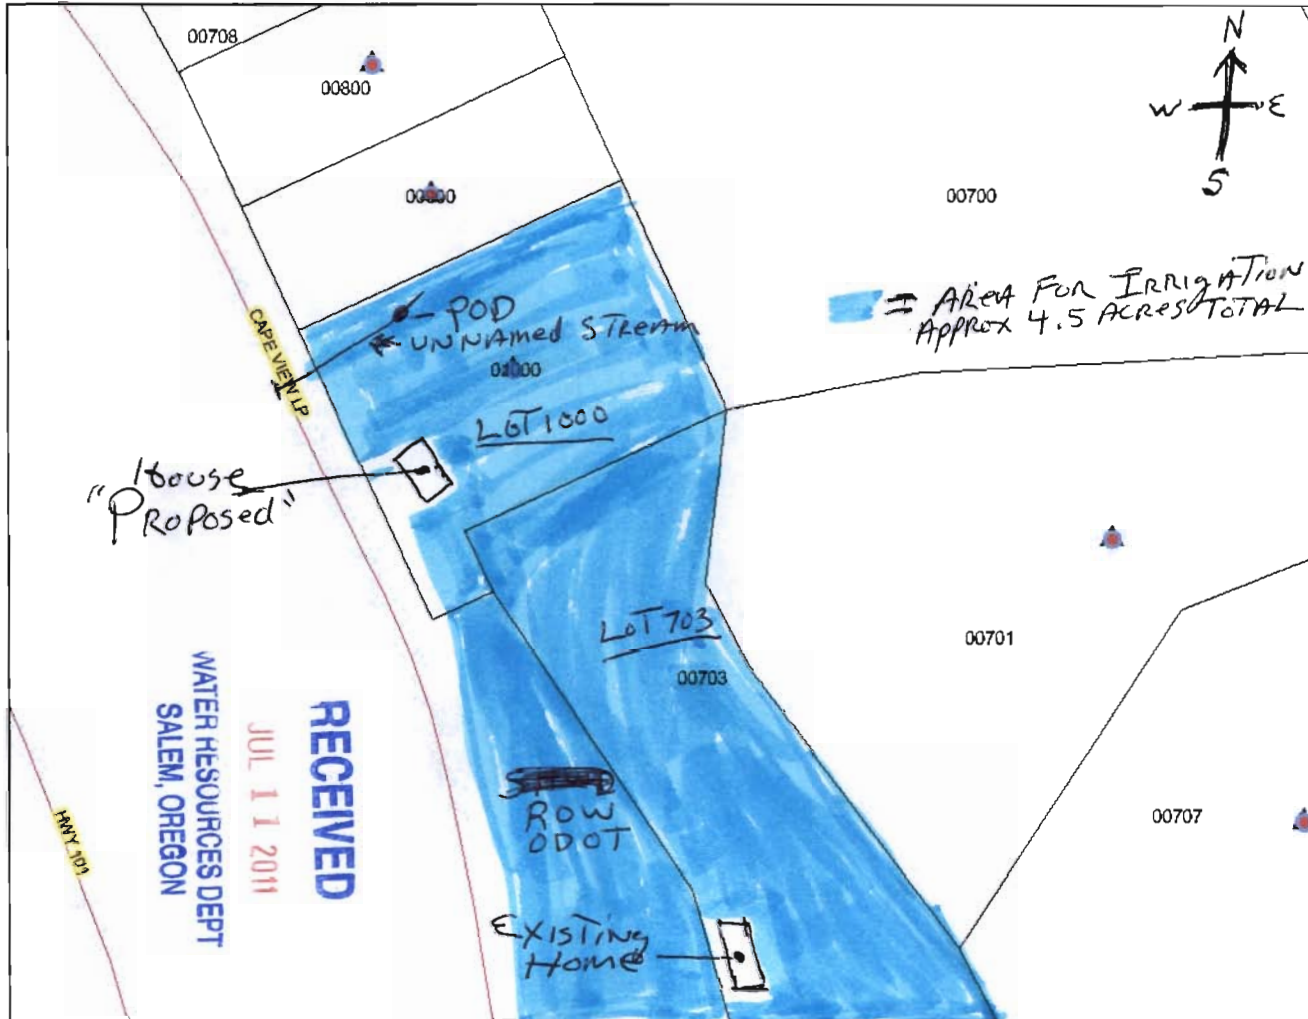 00708
00800
N
W E
S
00700
= AREA FOR IRRIGATION
APPROX 4.5 ACRES TOTAL
POD
UNNAMED STREAM
CAPE VIEW LP
LOT 1000
House
"PROPOSED"
LOT 703
00703
00701
00707
ROW
ODOT
EXISTING
HOME
HWY 101
RECEIVED
JUL 11 2011
WATER RESOURCES DEPT
SALEM, OREGON